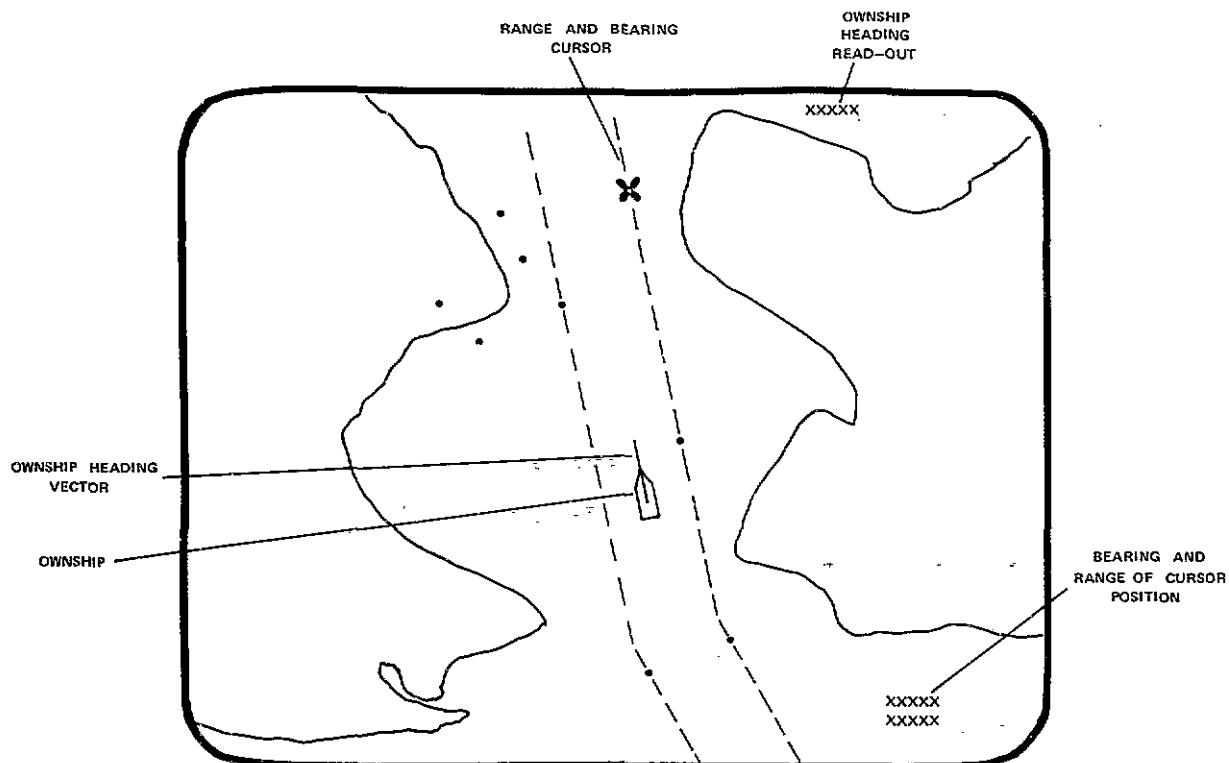 RANGE AND BEARING
CURSOR
OWNSHIP
HEADING
READ-OUT
XXXXX
OWNSHIP HEADING
VECTOR
OWNSHIP
BEARING AND
RANGE OF CURSOR
POSITION
XXXXX
XXXXX